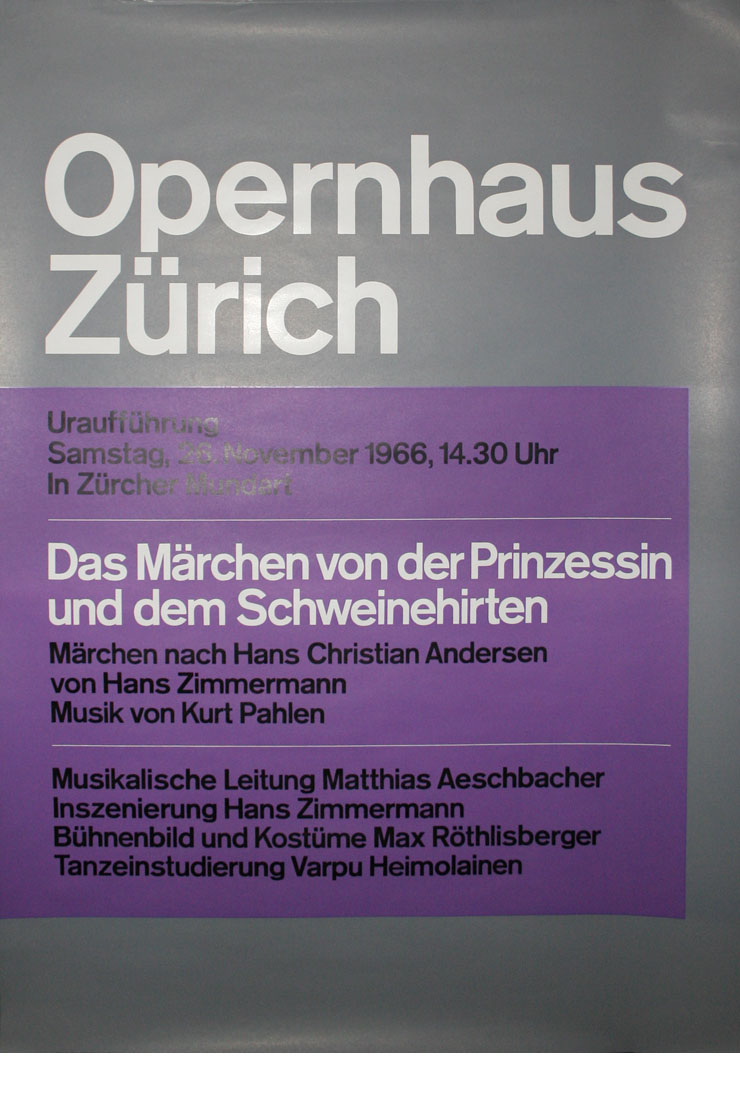 Opernhaus
Zürich
Uraufführung
Samstag, 26. November 1966, 14.30 Uhr
In Zürcher Mundart
Das Märchen von der Prinzessin
und dem Schweinehirten
Märchen nach Hans Christian Andersen
von Hans Zimmermann
Musik von Kurt Pahlen
Musikalische Leitung Matthias Aeschbacher
Inszenierung Hans Zimmermann
Bühnenbild und Kostüme Max Röthlisberger
Tanzeinstudierung Varpu Heimolainen